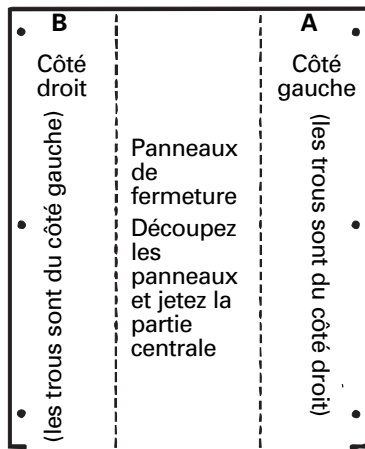 B
Côté
droit
(les trous sont du côté gauche)
Panneaux
de
fermeture
Découpez
les
panneaux
et jetez la
partie
centrale
A
Côté
gauche
(les trous sont du côté droit)